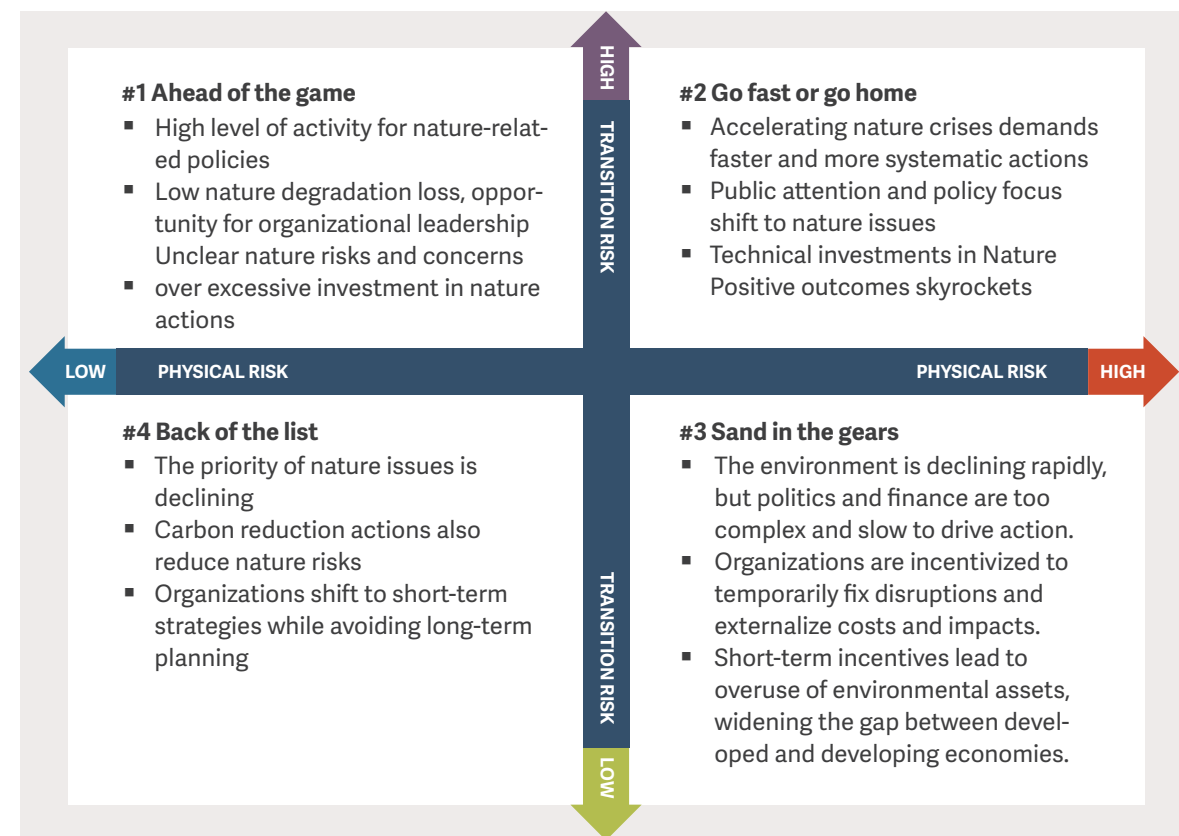 HIGH
TRANSITION RISK
#1 Ahead of the game
▪ High level of activity for nature-relat-
ed policies
▪ Low nature degradation loss, oppor-
tunity for organizational leadership
Unclear nature risks and concerns
▪ over excessive investment in nature
actions
#2 Go fast or go home
▪ Accelerating nature crises demands
faster and more systematic actions
▪ Public attention and policy focus
shift to nature issues
▪ Technical investments in Nature
Positive outcomes skyrockets
LOW
PHYSICAL RISK
PHYSICAL RISK
HIGH
#4 Back of the list
▪ The priority of nature issues is
declining
▪ Carbon reduction actions also
reduce nature risks
▪ Organizations shift to short-term
strategies while avoiding long-term
planning
#3 Sand in the gears
▪ The environment is declining rapidly,
but politics and finance are too
complex and slow to drive action.
▪ Organizations are incentivized to
temporarily fix disruptions and
externalize costs and impacts.
▪ Short-term incentives lead to
overuse of environmental assets,
widening the gap between devel-
oped and developing economies.
TRANSITION RISK
LOW